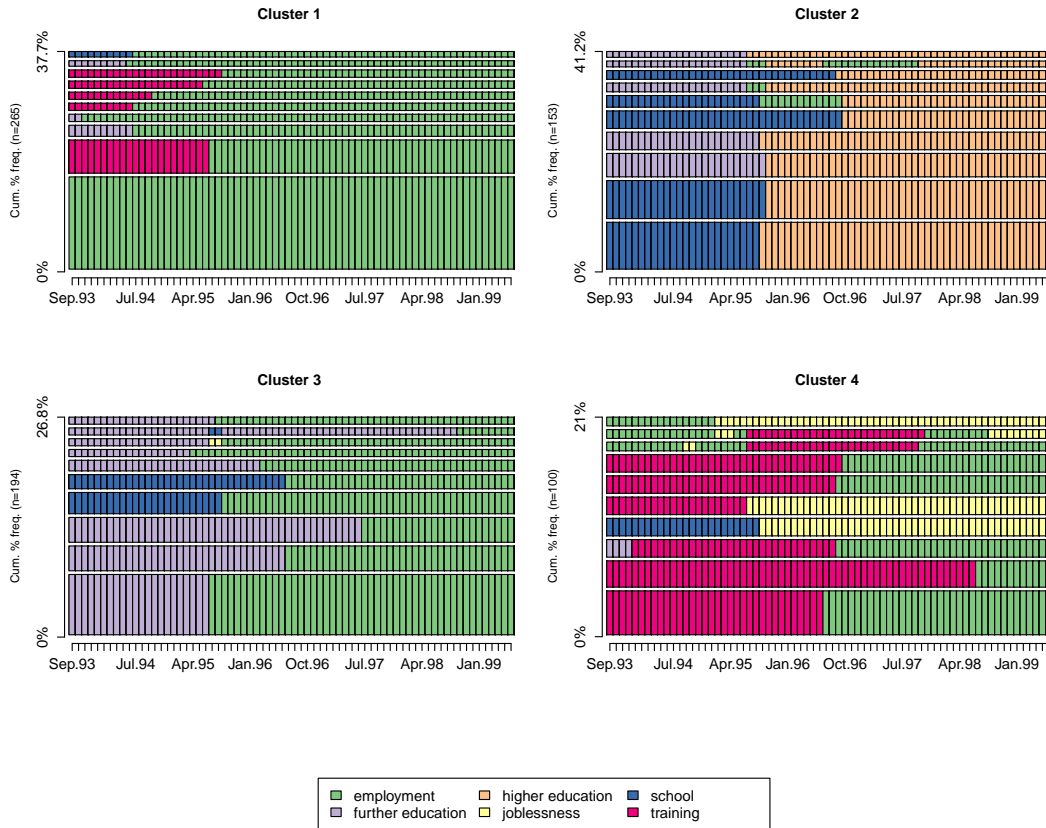 Cluster 1
Cum. % freq. (n=265)
0%
37.7%
Sep.93 Jul.94 Apr.95 Jan.96 Oct.96 Jul.97 Apr.98 Jan.99
Cluster 2
Cum. % freq. (n=153)
0%
41.2%
Sep.93 Jul.94 Apr.95 Jan.96 Oct.96 Jul.97 Apr.98 Jan.99
Cluster 3
Cum. % freq. (n=194)
0%
26.8%
Sep.93 Jul.94 Apr.95 Jan.96 Oct.96 Jul.97 Apr.98 Jan.99
Cluster 4
Cum. % freq. (n=100)
0%
21%
Sep.93 Jul.94 Apr.95 Jan.96 Oct.96 Jul.97 Apr.98 Jan.99
employment higher education school
further education joblessness training